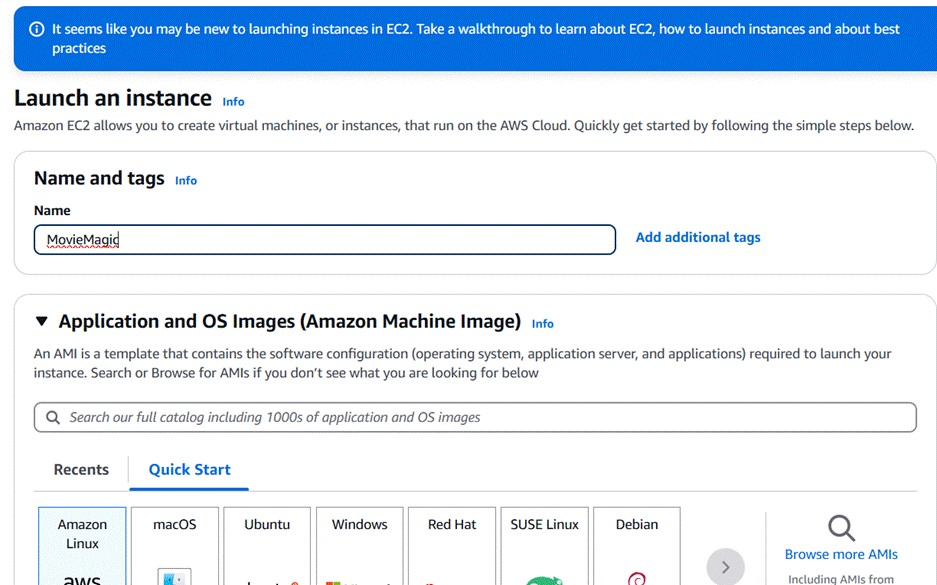 It seems like you may be new to launching instances in EC2. Take a walkthrough to learn about EC2, how to launch instances and about best
practices
Launch an instance Info
Amazon EC2 allows you to create virtual machines, or instances, that run on the AWS Cloud. Quickly get started by following the simple steps below.
Name and tags Info
Name
MovieMagic
Add additional tags
Application and OS Images (Amazon Machine Image) Info
An AMI is a template that contains the software configuration (operating system, application server, and applications) required to launch your
instance. Search or Browse for AMIs if you don't see what you are looking for below
Search our full catalog including 1000s of application and OS images
Recents Quick Start
Amazon
Linux
macOS
Ubuntu
Windows
Red Hat
SUSE Linux
Debian
aws
Browse more AMIs
Including AMIs from